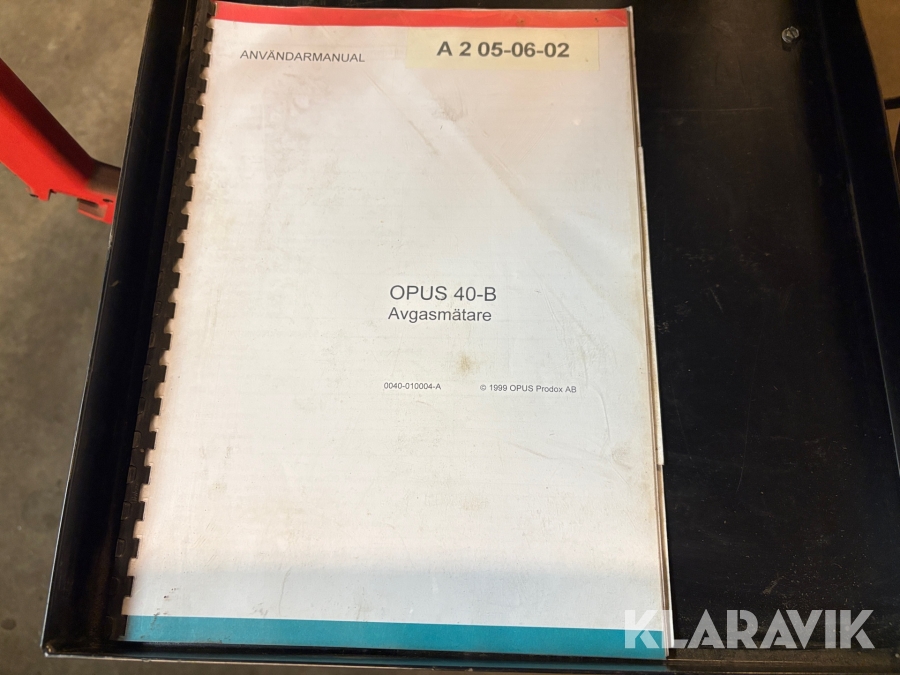 ANVÄNDARMANUAL
A 2 05-06-02
OPUS 40-B
Avgasmätare
0040-010004-A © 1999 OPUS Prodox AB
KLARAVIK